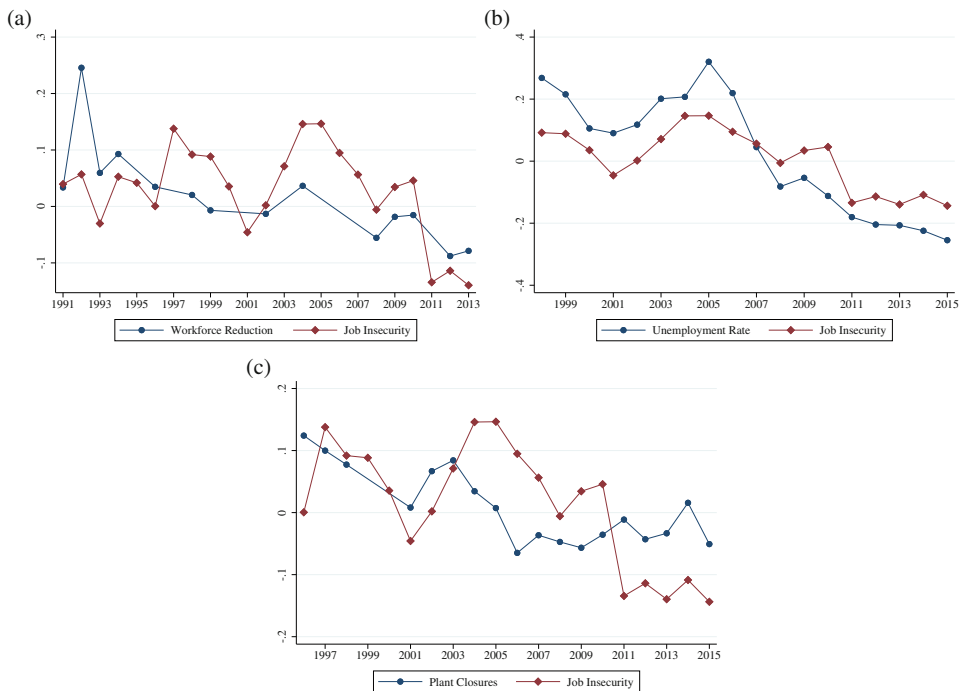 (a)
.3
.2
.1
0
-.1
1991 1993 1995 1997 1999 2001 2003 2005 2007 2009 2011 2013
Workforce Reduction Job Insecurity
(b)
.4
.2
0
-.2
-.4
1999 2001 2003 2005 2007 2009 2011 2013 2015
Unemployment Rate Job Insecurity
(c)
.2
.1
0
-.1
-.2
1997 1999 2001 2003 2005 2007 2009 2011 2013 2015
Plant Closures Job Insecurity